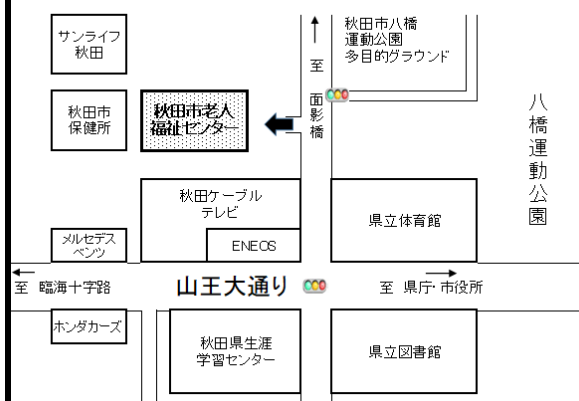 サンライフ
秋田
秋田市八橋
運動公園
多目的グラウンド
至 面影橋
秋田市
保健所
秋田市老人
福祉センター
八橋運動公園
秋田ケーブル
テレビ
県立体育館
メルセデス
ベンツ
ENEOS
至 臨海十字路
山王大通り
至 県庁・市役所
ホンダカーズ
秋田県生涯
学習センター
県立図書館